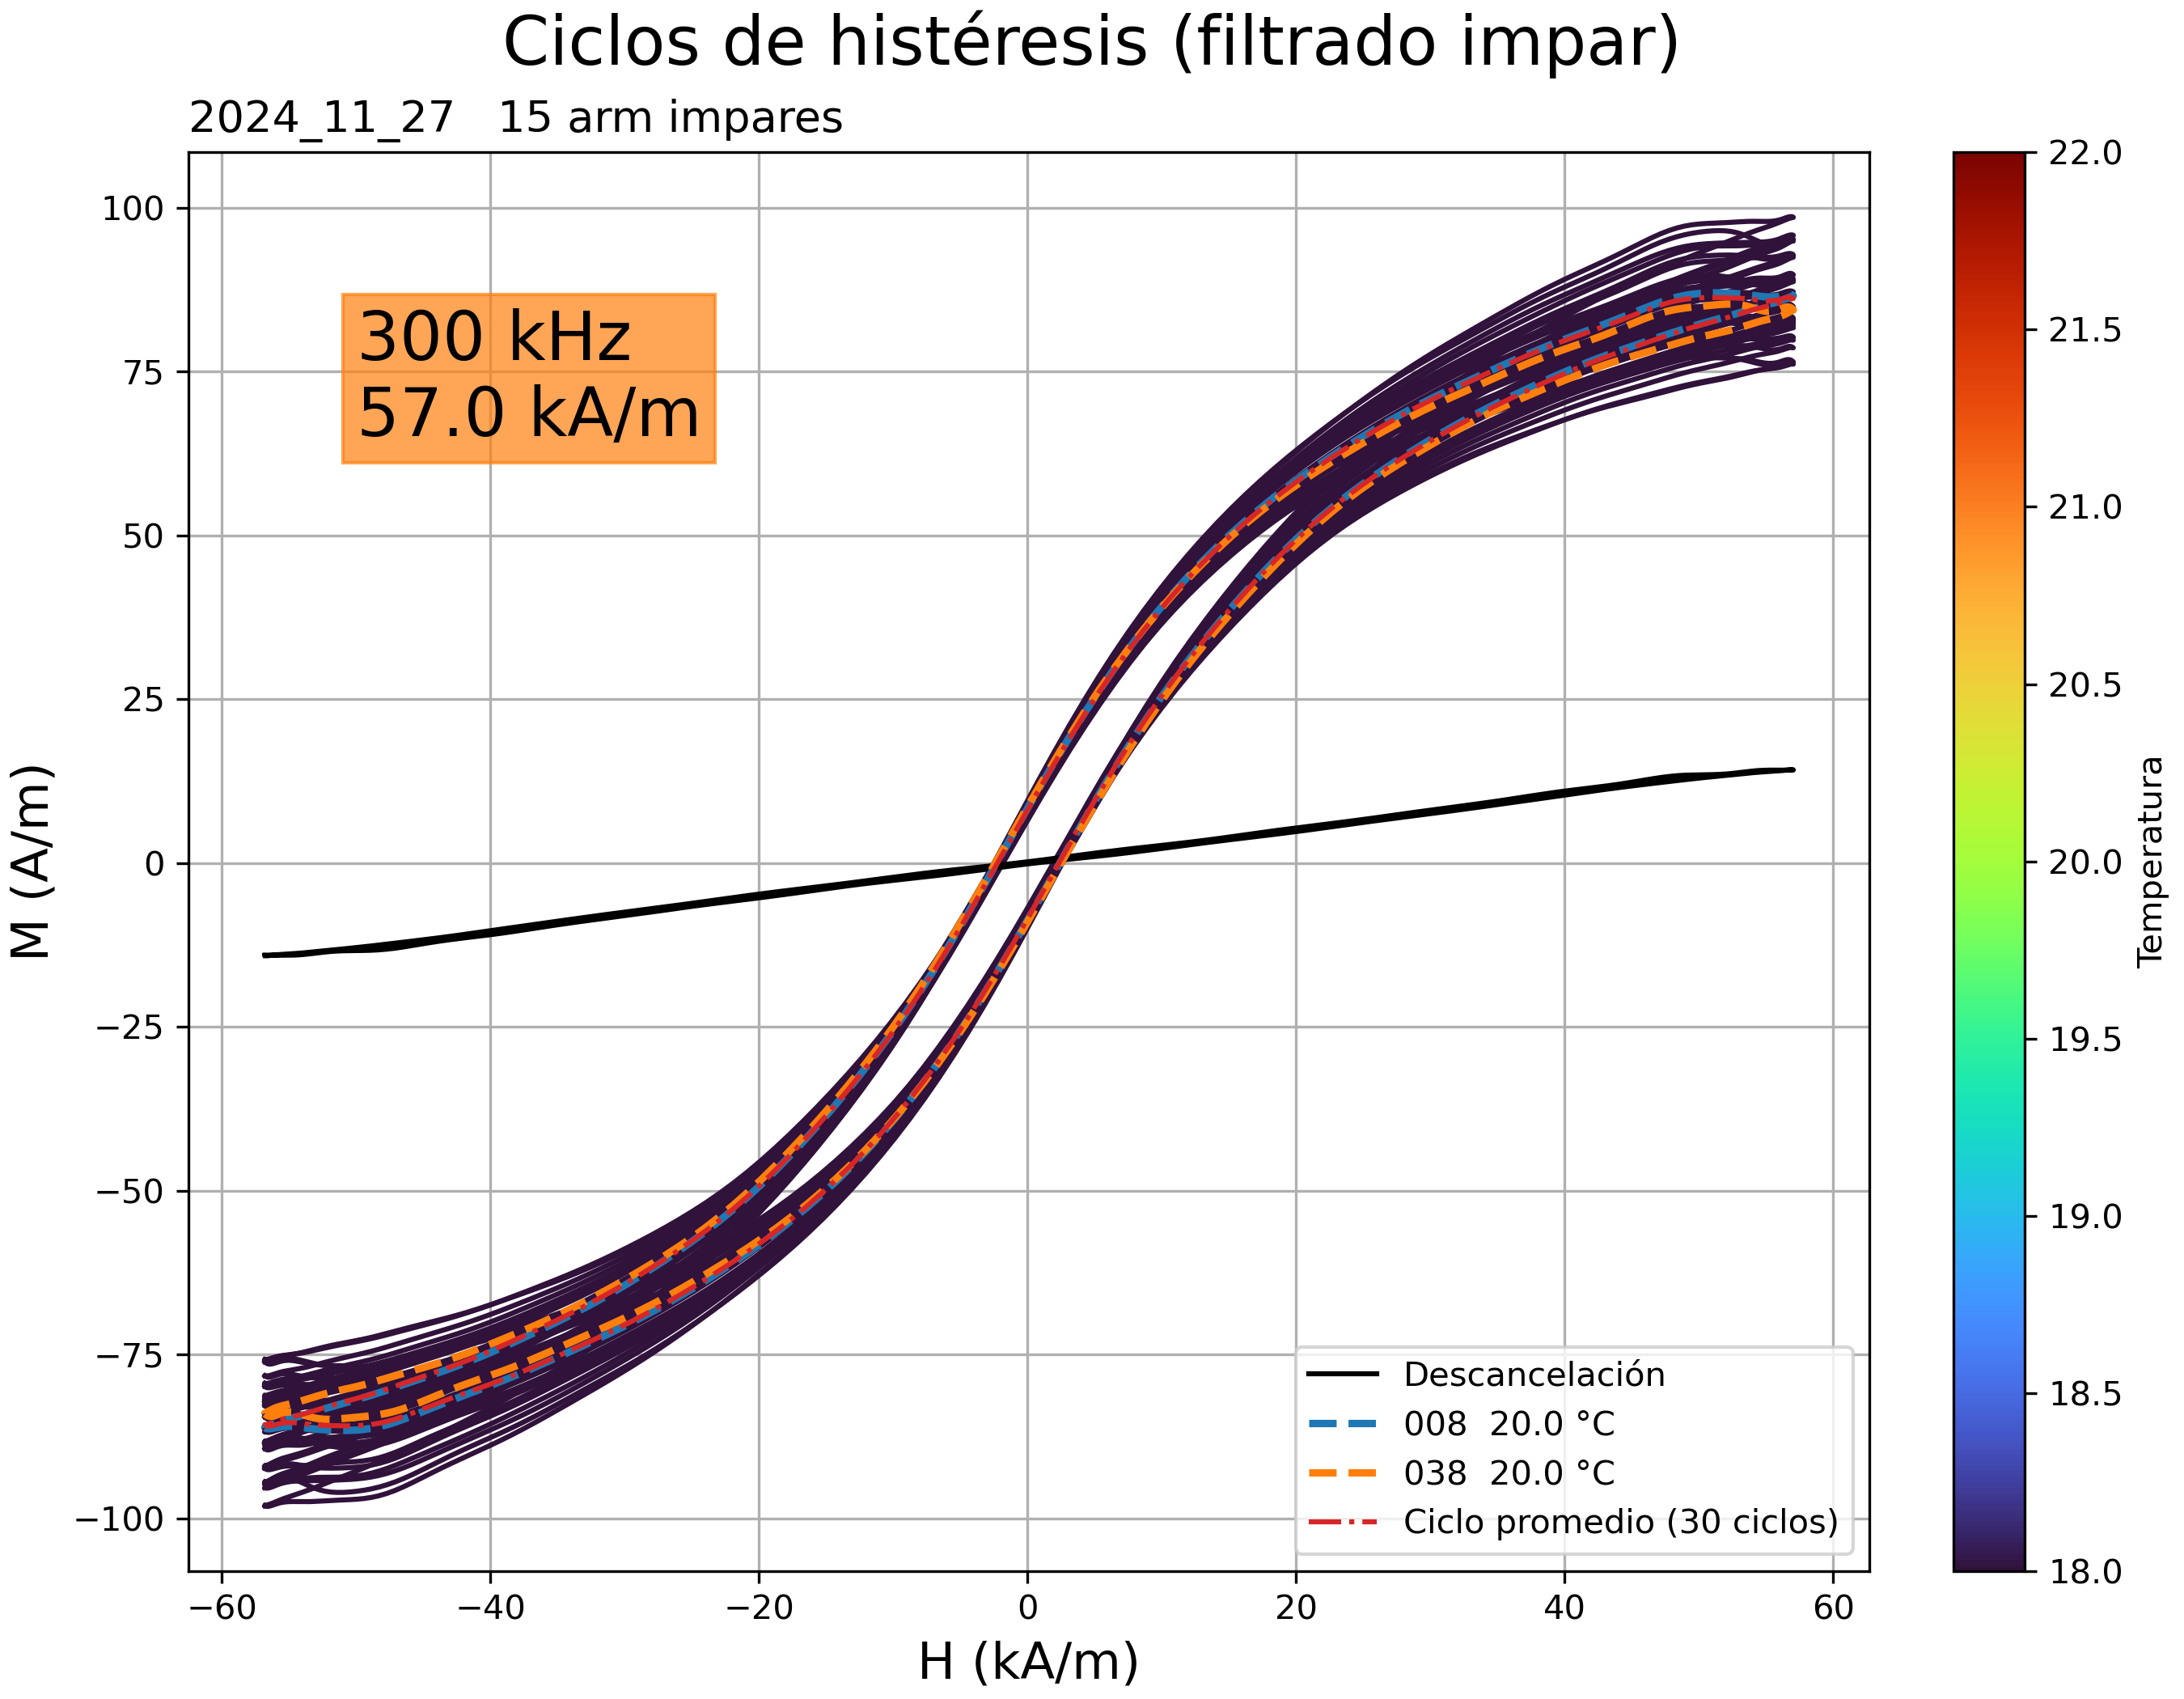 Ciclos de histéresis (filtrado impar)
2024_11_27   15 arm impares
300 kHz
57.0 kA/m
M (A/m)
100
75
50
25
0
−25
−50
−75
−100
−60
−40
−20
0
20
40
60
H (kA/m)
Descancelación
008  20.0 °C
038  20.0 °C
Ciclo promedio (30 ciclos)
22.0
21.5
21.0
20.5
20.0
19.5
19.0
18.5
18.0
Temperatura